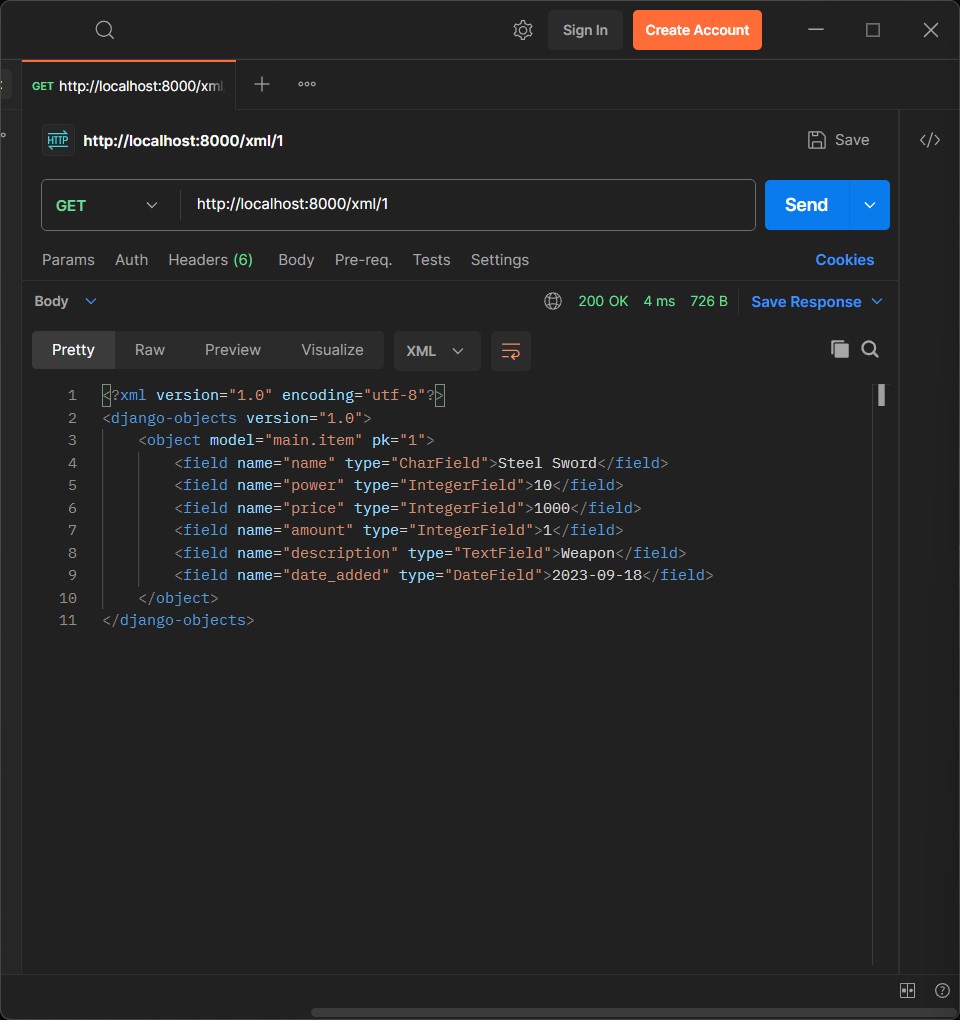 Sign In Create Account
GET http://localhost:8000/xml
HTTP http://localhost:8000/xml/1 Save </>
GET http://localhost:8000/xml/1 Send
Params Auth Headers (6) Body Pre-req. Tests Settings Cookies
Body 200 OK 4 ms 726 B Save Response
Pretty Raw Preview Visualize XML
1 <?xml version="1.0" encoding="utf-8"?>
2 <django-objects version="1.0">
3 <object model="main.item" pk="1">
4 <field name="name" type="CharField">Steel Sword</field>
5 <field name="power" type="IntegerField">10</field>
6 <field name="price" type="IntegerField">1000</field>
7 <field name="amount" type="IntegerField">1</field>
8 <field name="description" type="TextField">Weapon</field>
9 <field name="date_added" type="DateField">2023-09-18</field>
10 </object>
11 </django-objects>